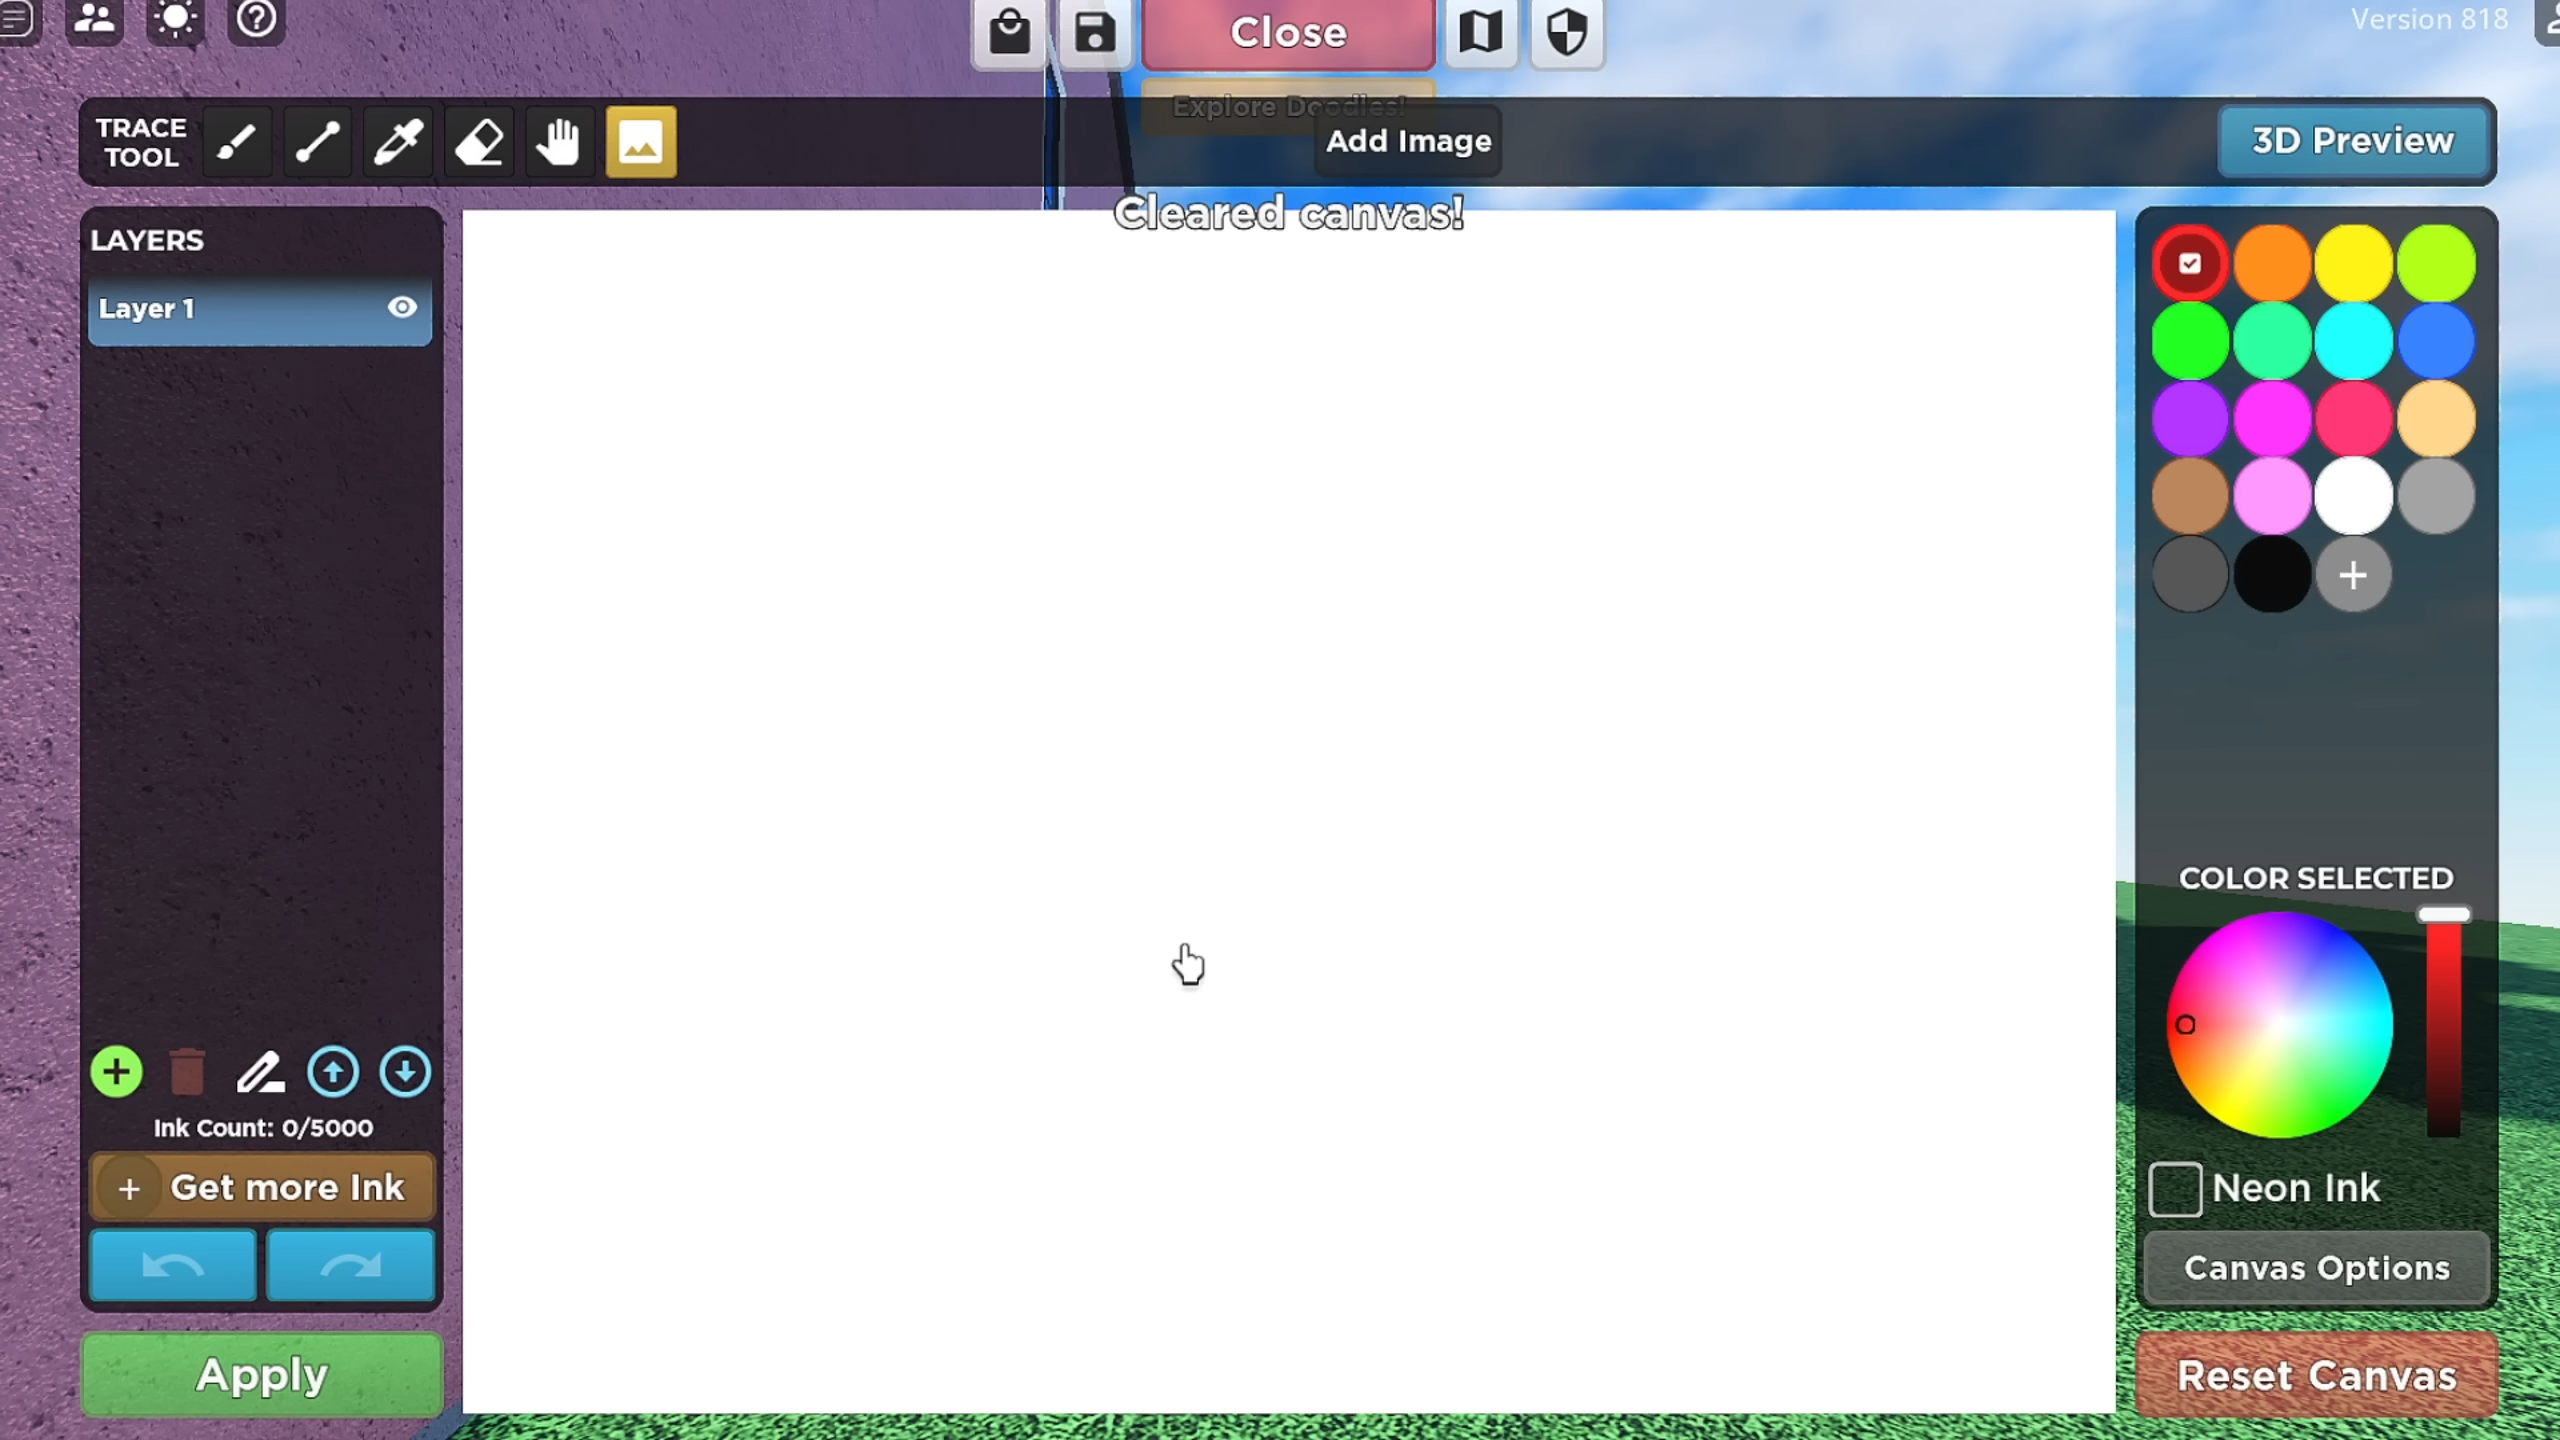 Close
Version 818
Explore Doodles!
TRACE
TOOL
Add Image
3D Preview
Cleared canvas!
LAYERS
Layer 1
COLOR SELECTED
Ink Count: 0/5000
+ Get more Ink
Neon Ink
Canvas Options
Apply
Reset Canvas